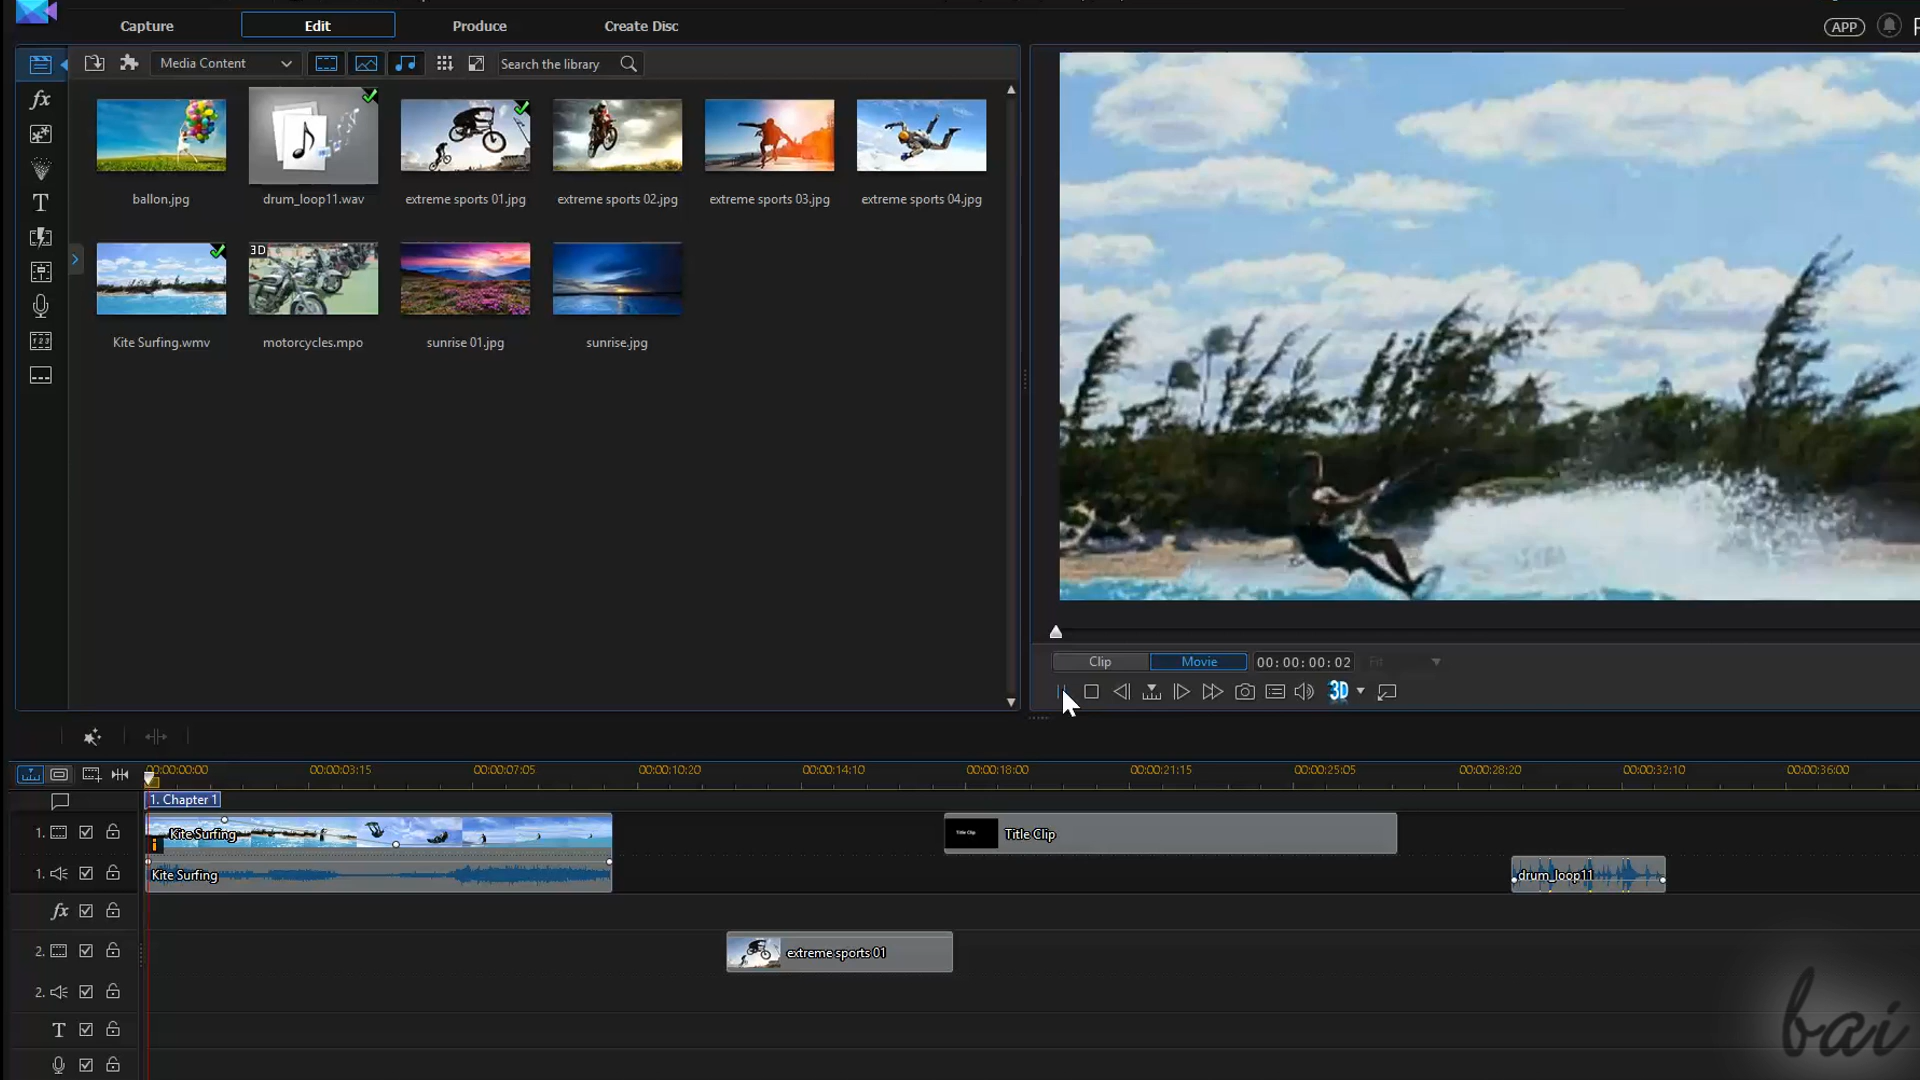 Capture Edit Produce Create Disc
APP
Media Content Search the library
ballon.jpg drum_loop11.wav extreme sports 01.jpg extreme sports 02.jpg extreme sports 03.jpg extreme sports 04.jpg
3D
Kite Surfing.wmv motorcycles.mpo sunrise 01.jpg sunrise.jpg
Clip Movie 00:00:00:02 Fit
3D
00:00:00:00 00:00:03:15 00:00:07:05 00:00:10:20 00:00:14:10 00:00:18:00 00:00:21:15 00:00:25:05 00:00:28:20 00:00:32:10 00:00:36:00
1. Chapter 1
1. Kite Surfing Title Clip Title Clip
1. Kite Surfing drum_loop11
fx
2. extreme sports 01
2.
T
bai